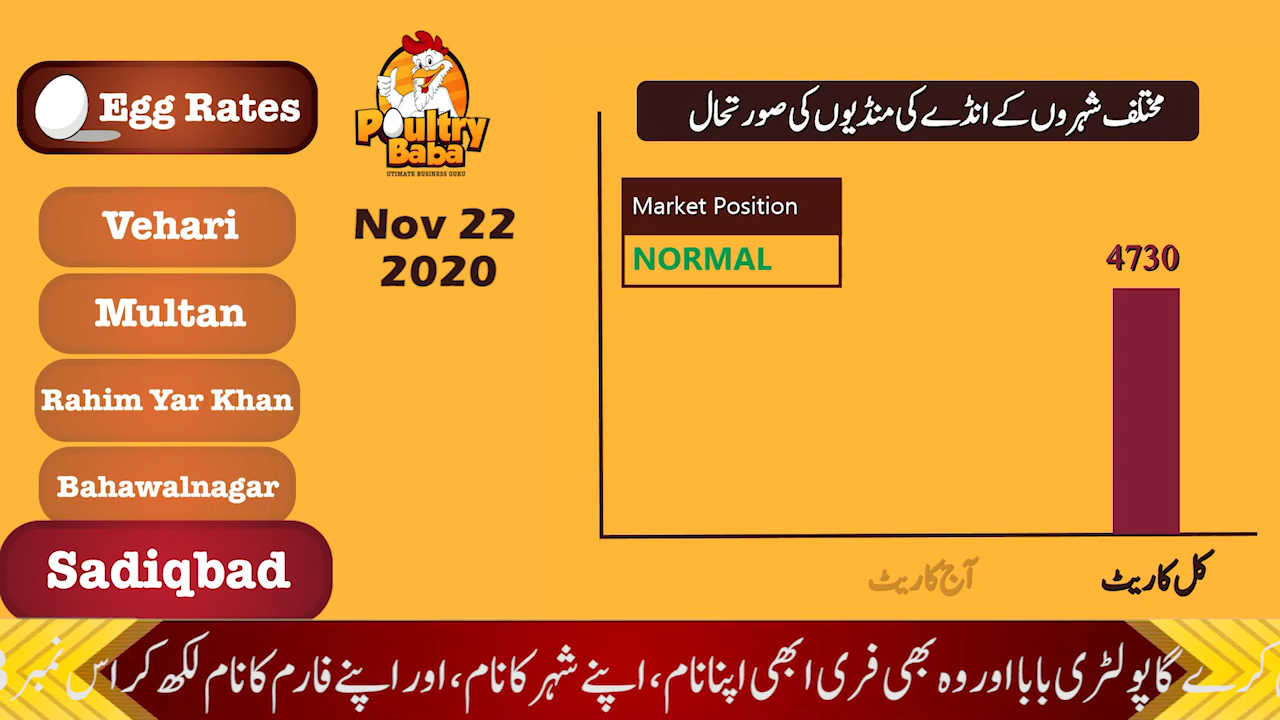 Egg Rates
Vehari
Multan
Rahim Yar Khan
Bahawalnagar
Sadiqbad
Poultry
Baba
UTIMATE BUSINESS GURU
Nov 22
2020
مختلف شہروں کے انڈے کی منڈیوں کی صورتحال
Market Position
NORMAL
4730
کل کا ریٹ
آج کا ریٹ
کرے گا پولٹری بابا اور وہ بھی فری ابھی اپنا نام، اپنے شہر کا نام، اور اپنے فارم کا نام لکھ کر اس نمبر